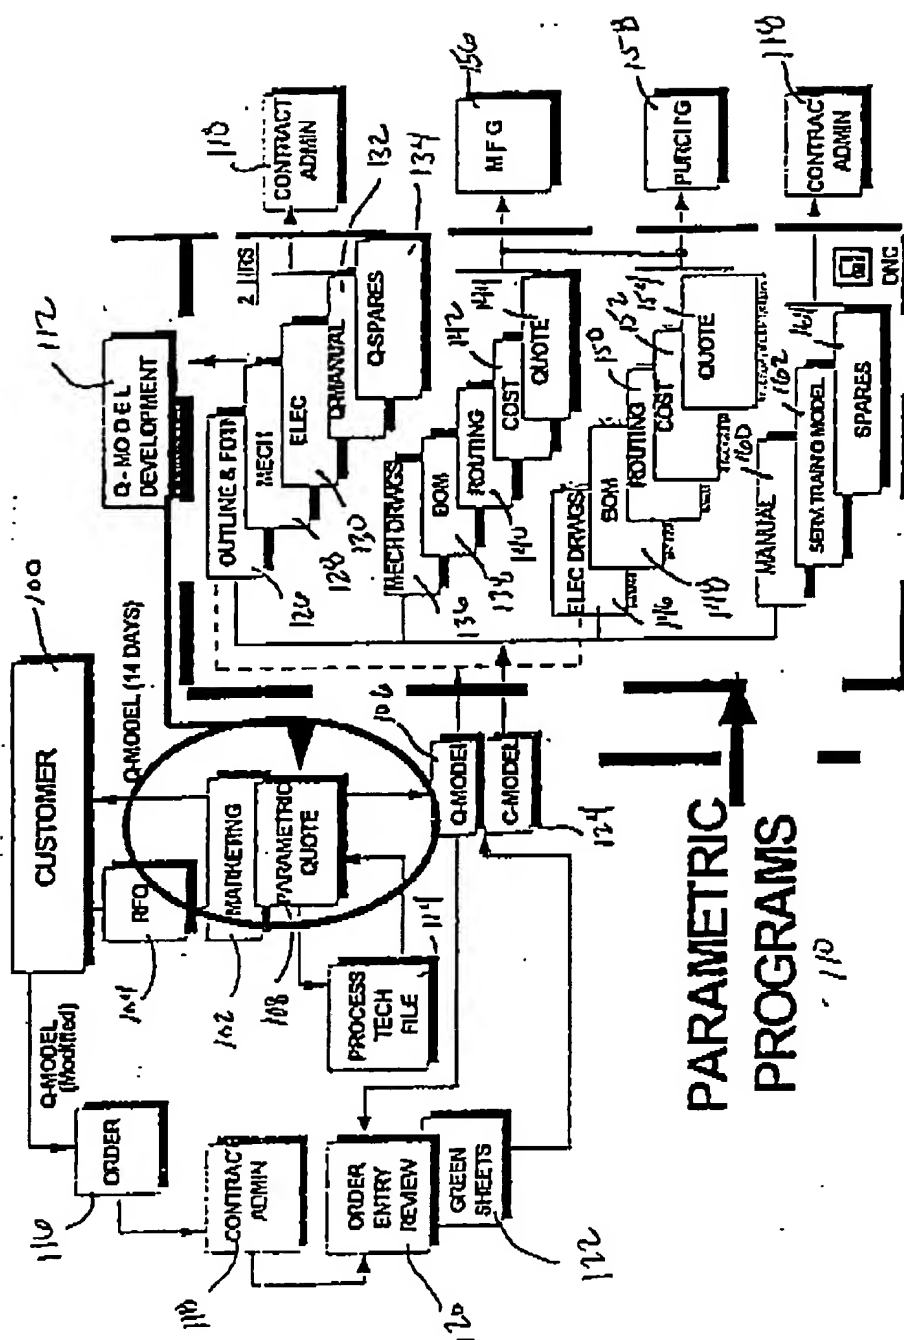 CUSTOMER
100
Q-MODEL
(Modified)
RFQ
104
Q-MODEL (14 DAYS)
Q-MODEL
DEVELOPMENT
112
ORDER
116
MARKETING
102
PARAMETRIC
QUOTE
108
CONTRACT
ADMIN
118
PROCESS
TECH
FILE
114
ORDER
ENTRY
REVIEW
120
GREEN
SHEETS
122
Q-MODEL
106
C-MODEL
124
2 HRS
OUTLINE & FDTN
126
MECH
128
ELEC
130
Q-MANUAL
132
Q-SPARES
134
CONTRACT
ADMIN
118
MECH DRWGS
136
BOM
138
ROUTING
140
COST
142
QUOTE
144
MFG
156
ELEC DRWGS
146
BOM
148
ROUTING
150
COST
152
QUOTE
154
PURC'G
158
MANUAL
160
SERV TRAING MODEL
162
SPARES
164
CONTRAC
ADMIN
118
DNC
PARAMETRIC
PROGRAMS
110